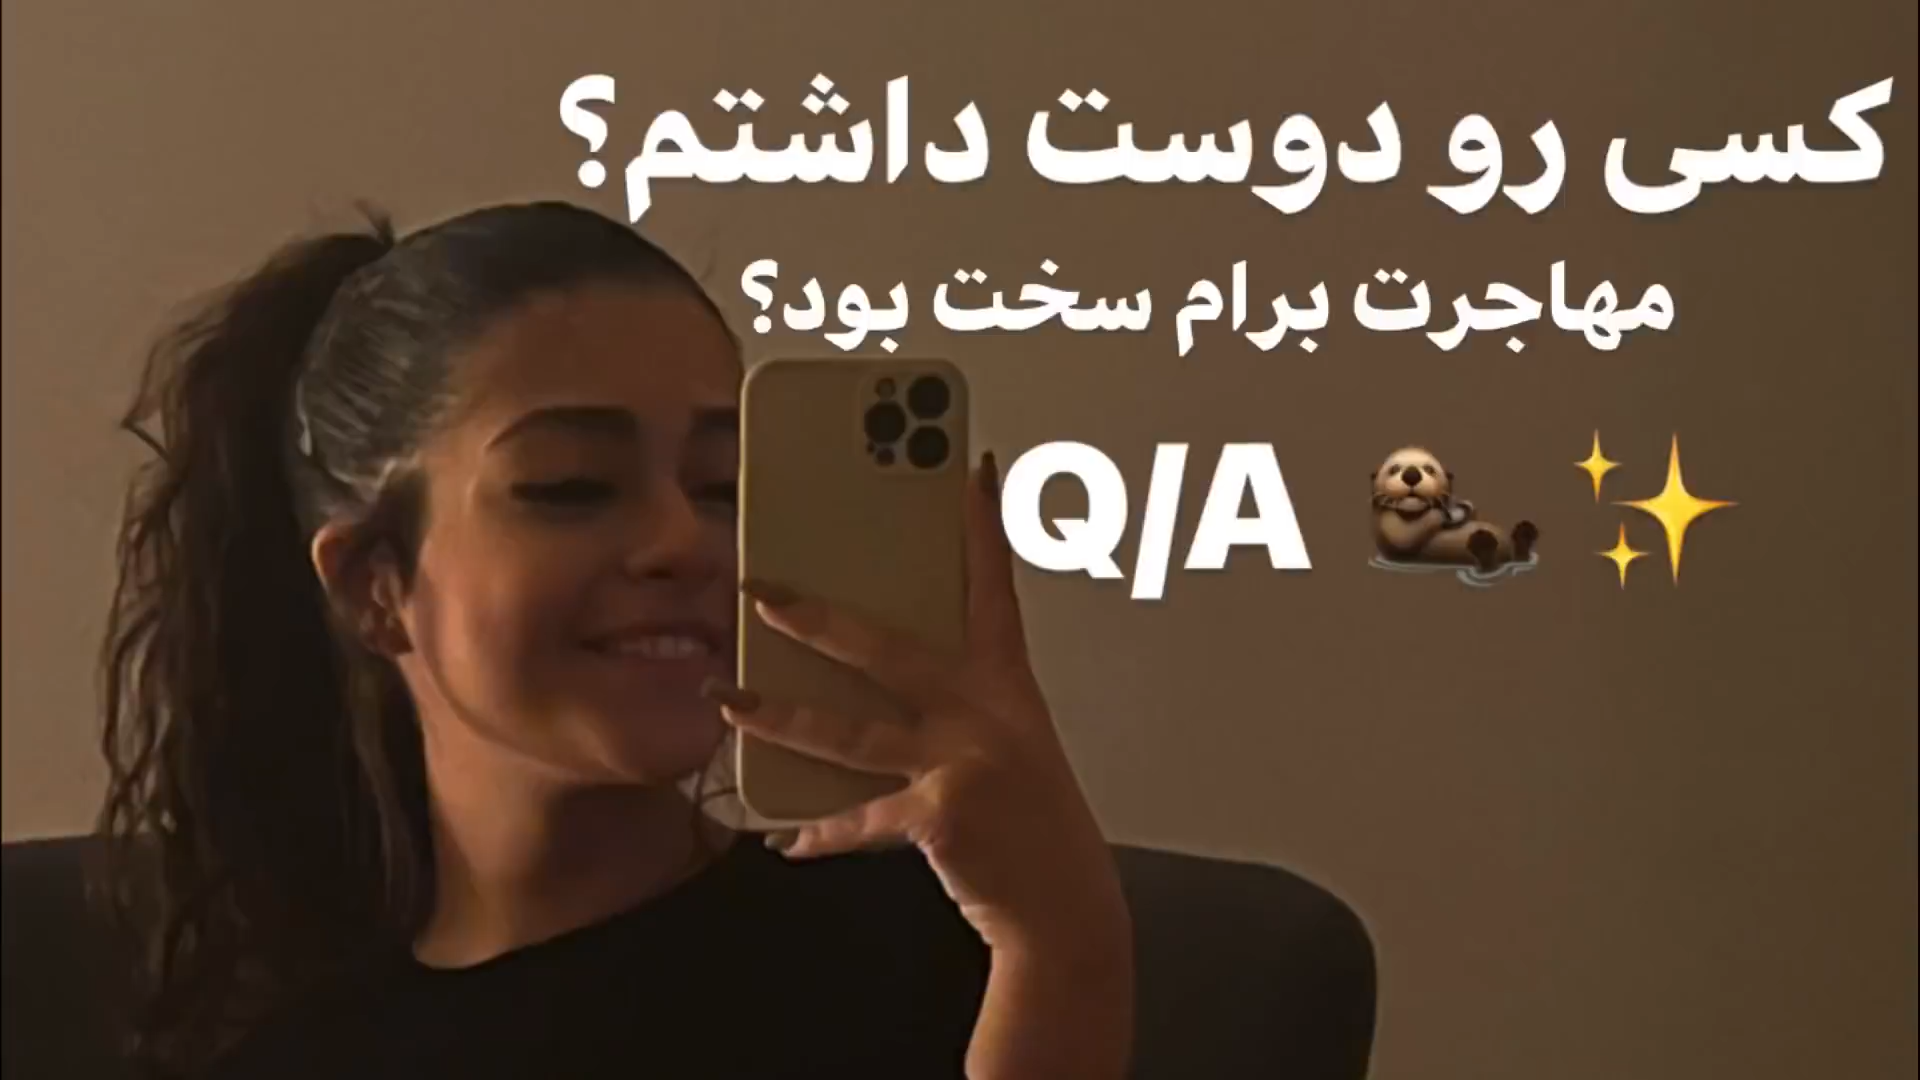 کسی رو دوست داشتم؟
مهاجرت برام سخت بود؟
Q/A 🦦 ✨